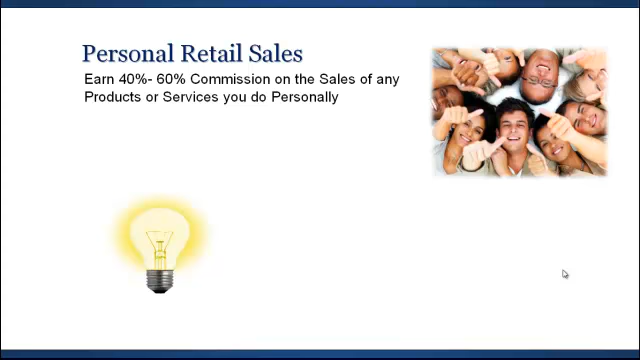 Personal Retail Sales
Earn 40%- 60% Commission on the Sales of any
Products or Services you do Personally